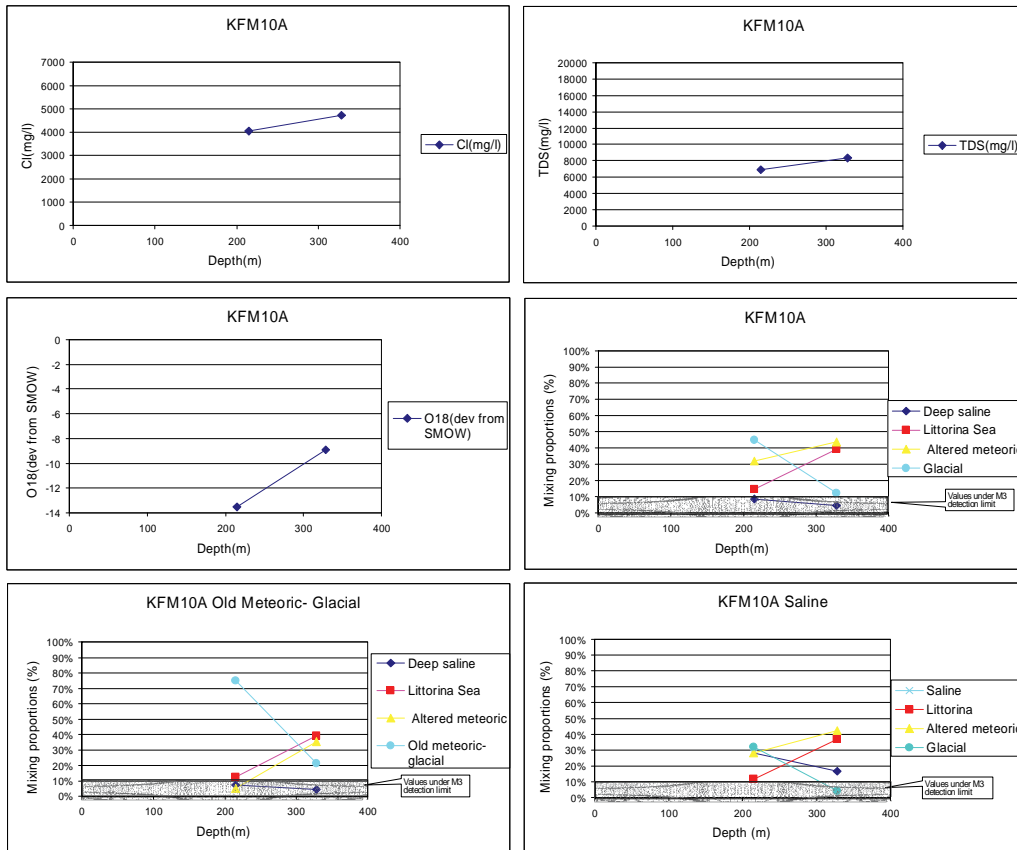 KFM10A
7000
6000
5000
4000
3000
2000
1000
0
0 100 200 300 400
Cl(mg/l)
Depth(m)
Cl(mg/l)
KFM10A
20000
18000
16000
14000
12000
10000
8000
6000
4000
2000
0
0 100 200 300 400
TDS(mg/l)
Depth(m)
TDS(mg/l)
KFM10A
0
-2
-4
-6
-8
-10
-12
-14
0 100 200 300 400
O18(dev from SMOW)
Depth(m)
O18(dev from
SMOW)
KFM10A
100%
90%
80%
70%
60%
50%
40%
30%
20%
10%
0%
0 100 200 300 400
Mixing proportions (%)
Depth(m)
Deep saline
Littorina Sea
Altered meteoric
Glacial
Values under M3
detection limit
KFM10A Old Meteoric- Glacial
100%
90%
80%
70%
60%
50%
40%
30%
20%
10%
0%
0 100 200 300 400
Mixing proportions (%)
Depth(m)
Deep saline
Littorina Sea
Altered meteoric
Old meteoric-
glacial
Values under M3
detection limit
KFM10A Saline
100%
90%
80%
70%
60%
50%
40%
30%
20%
10%
0%
0 100 200 300 400
Mixing proportions (%)
Depth (m)
Saline
Littorina
Altered meteoric
Glacial
Values under M3
detection limit